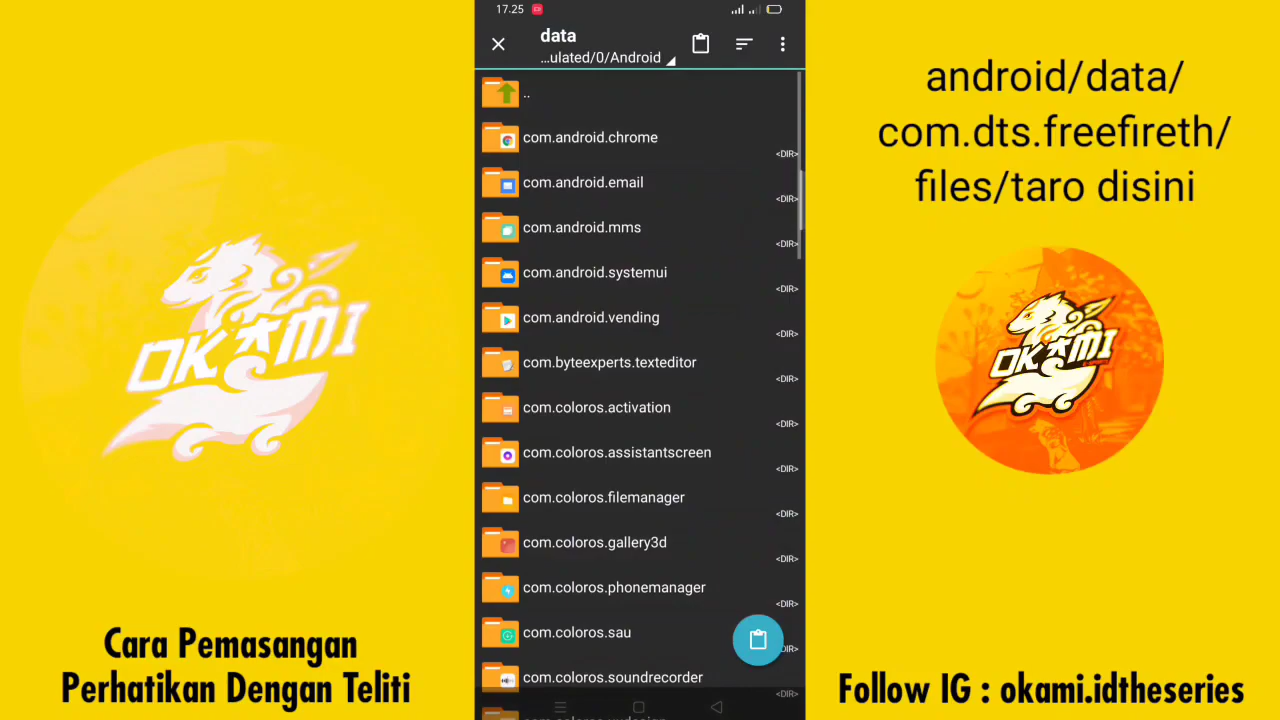 17.25
data
...ulated/0/Android
..
com.android.chrome
<DIR>
com.android.email
<DIR>
com.android.mms
<DIR>
com.android.systemui
<DIR>
com.android.vending
<DIR>
com.byteexperts.texteditor
<DIR>
com.coloros.activation
<DIR>
com.coloros.assistantscreen
<DIR>
com.coloros.filemanager
<DIR>
com.coloros.gallery3d
<DIR>
com.coloros.phonemanager
<DIR>
com.coloros.sau
com.coloros.soundrecorder
<DIR>
OKAMI
Cara Pemasangan
Perhatikan Dengan Teliti
android/data/
com.dts.freefireth/
files/taro disini
OKAMI
Follow IG : okami.idtheseries